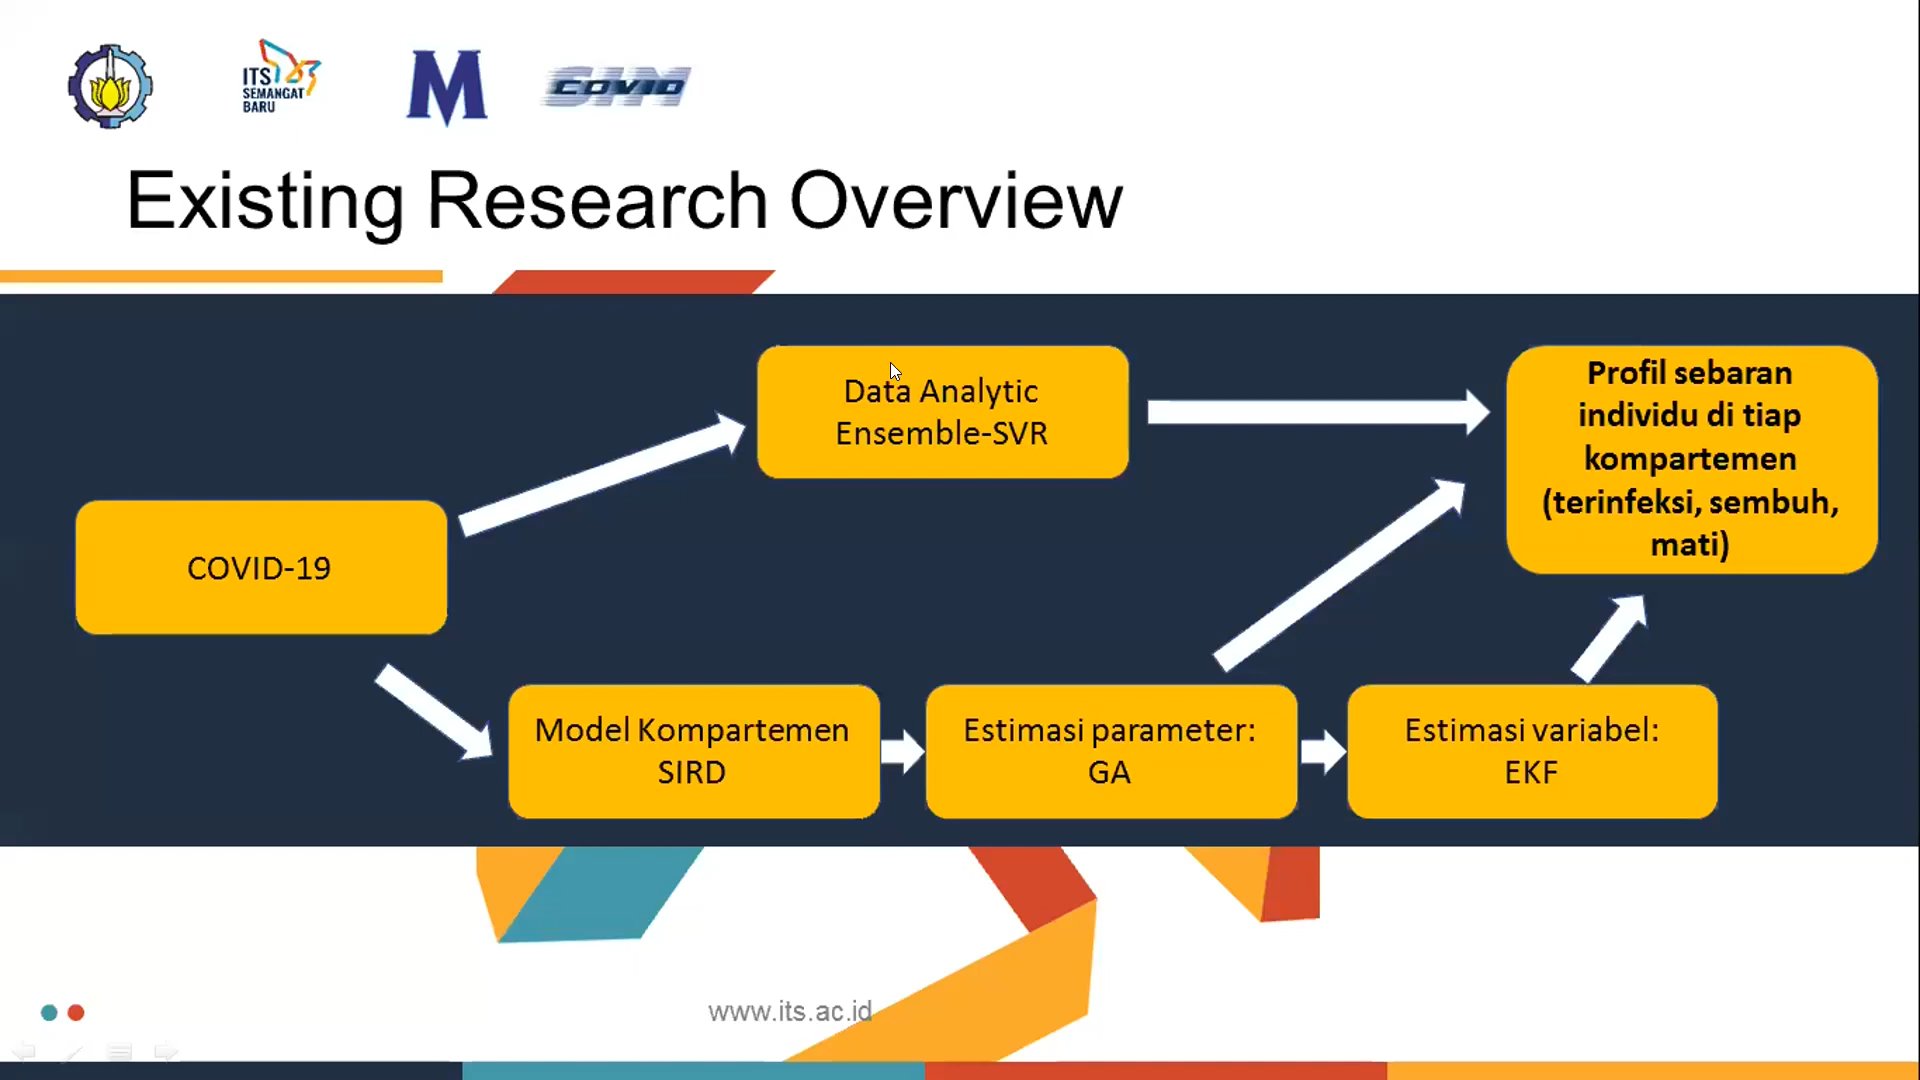 ITS
SEMANGAT
BARU
M
COVID
Existing Research Overview
Data Analytic
Ensemble-SVR
Profil sebaran
individu di tiap
kompartemen
(terinfeksi, sembuh,
mati)
COVID-19
Model Kompartemen
SIRD
Estimasi parameter:
GA
Estimasi variabel:
EKF
www.its.ac.id